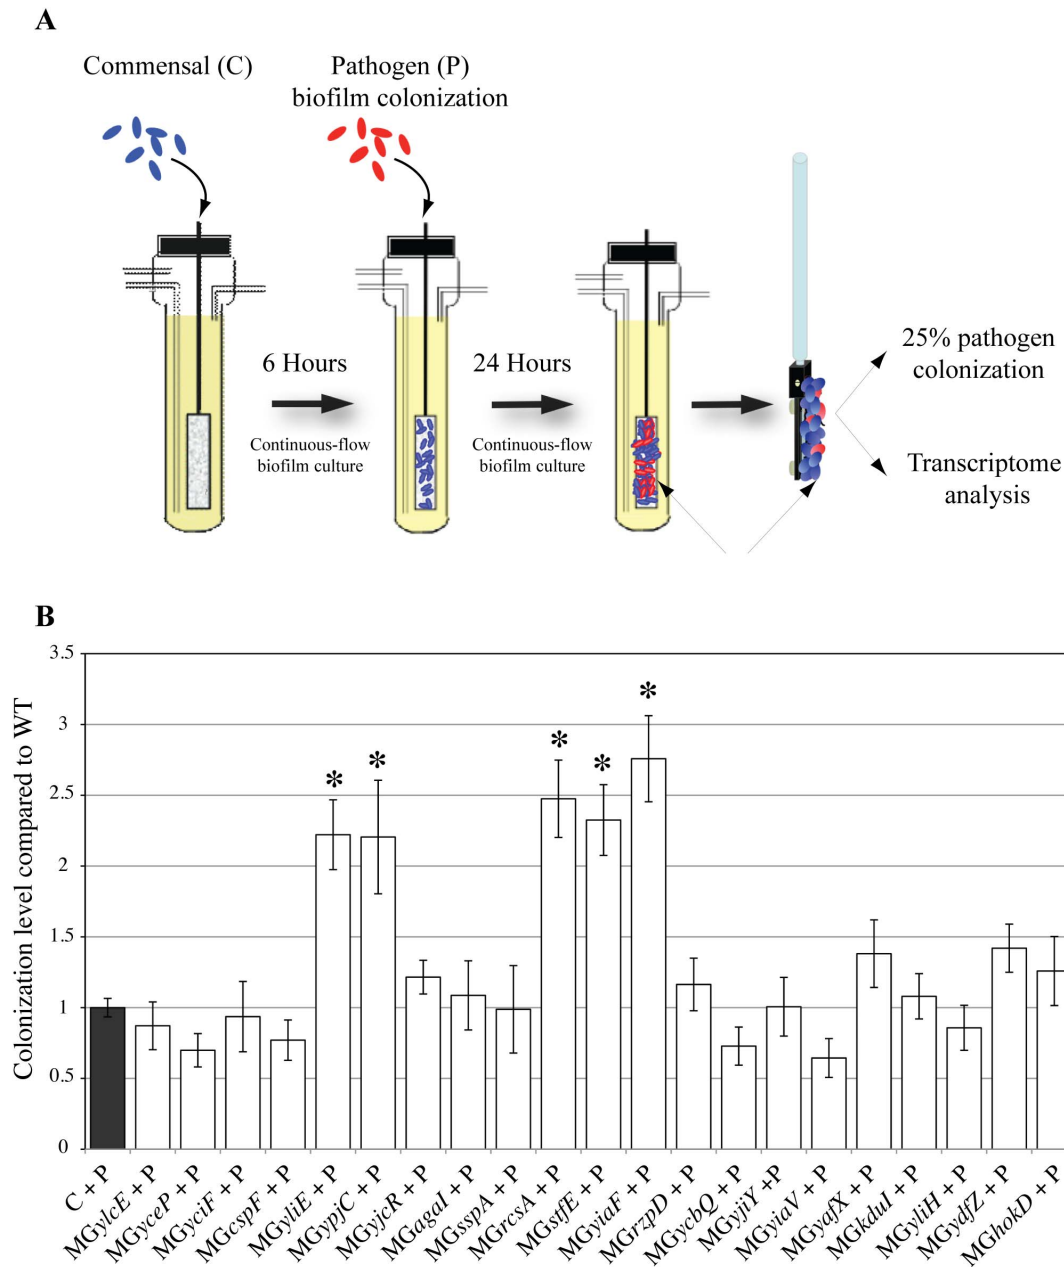 A
Commensal (C)
Pathogen (P)
biofilm colonization
6 Hours
Continuous-flow
biofilm culture
24 Hours
Continuous-flow
biofilm culture
25% pathogen
colonization
Transcriptome
analysis
B
Colonization level compared to WT
3.5
3
2.5
2
1.5
1
0.5
0
*
*
*
*
*
C + P
MGylcE + P
MGyceP + P
MGyciF + P
MGcspF + P
MGyliE + P
MGypjC + P
MGyjcR + P
MGagaI + P
MGsspA + P
MGrcsA + P
MGstfE + P
MGyiaF + P
MGrzpD + P
MGycbQ + P
MGyjiY + P
MGyiaV + P
MGyafX + P
MGkduI + P
MGyliH + P
MGydfZ + P
MGhokD + P